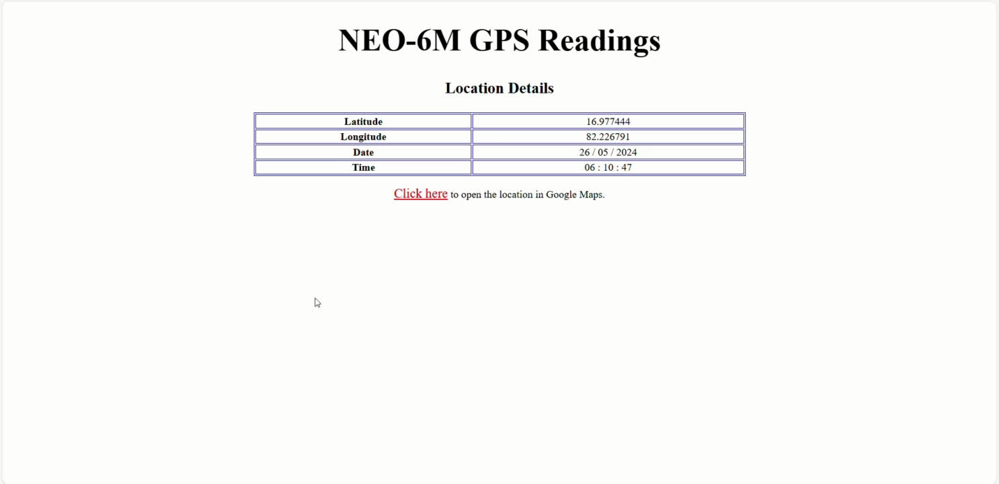 NEO-6M GPS Readings
Location Details
Latitude 16.977444
Longitude 82.226791
Date 26 / 05 / 2024
Time 06 : 10 : 47
Click here to open the location in Google Maps.